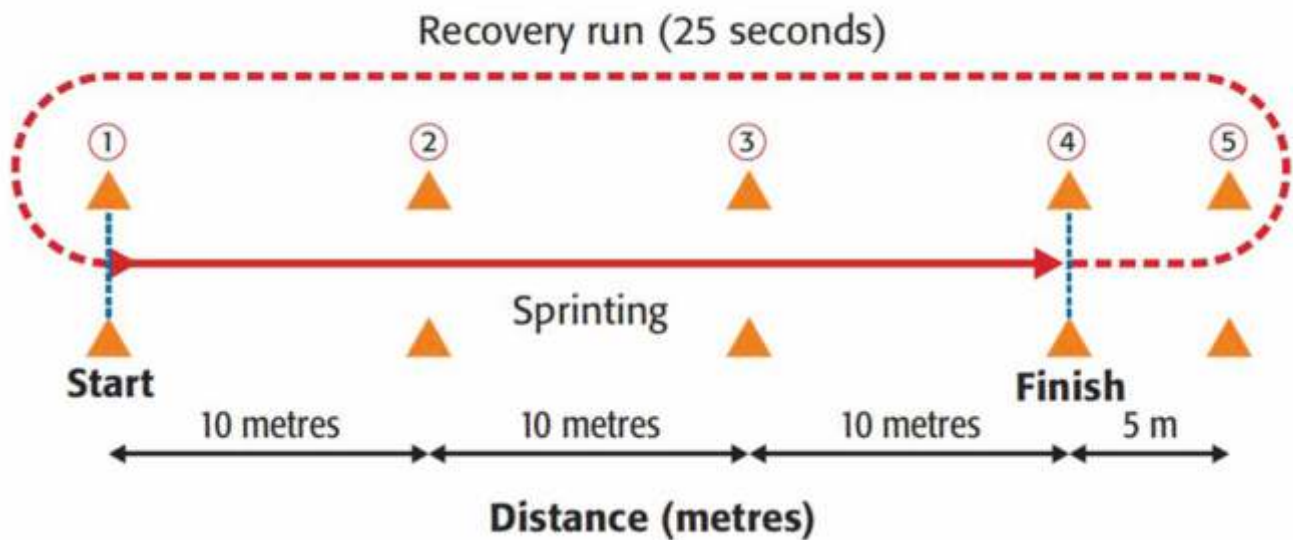 Recovery run (25 seconds)
1 2 3 4 5
Sprinting
Start Finish
10 metres 10 metres 10 metres 5 m
Distance (metres)